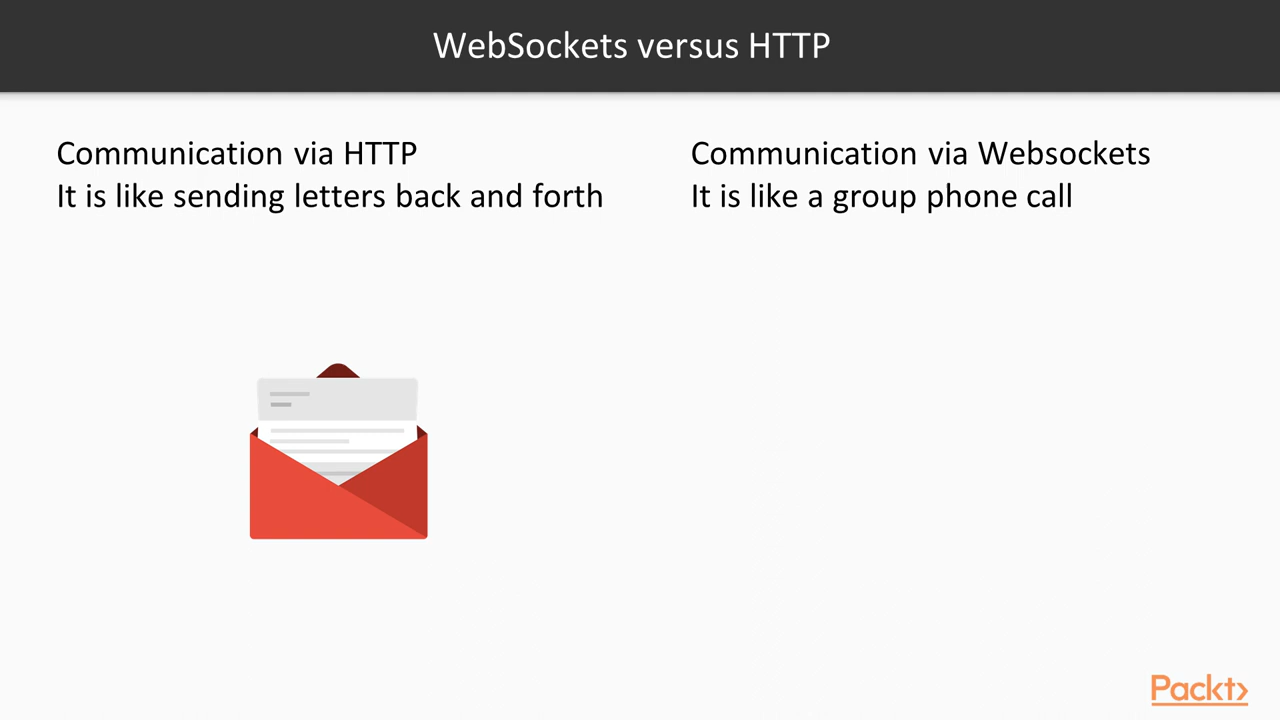 WebSockets versus HTTP
Communication via HTTP
It is like sending letters back and forth
Communication via Websockets
It is like a group phone call
Packt>